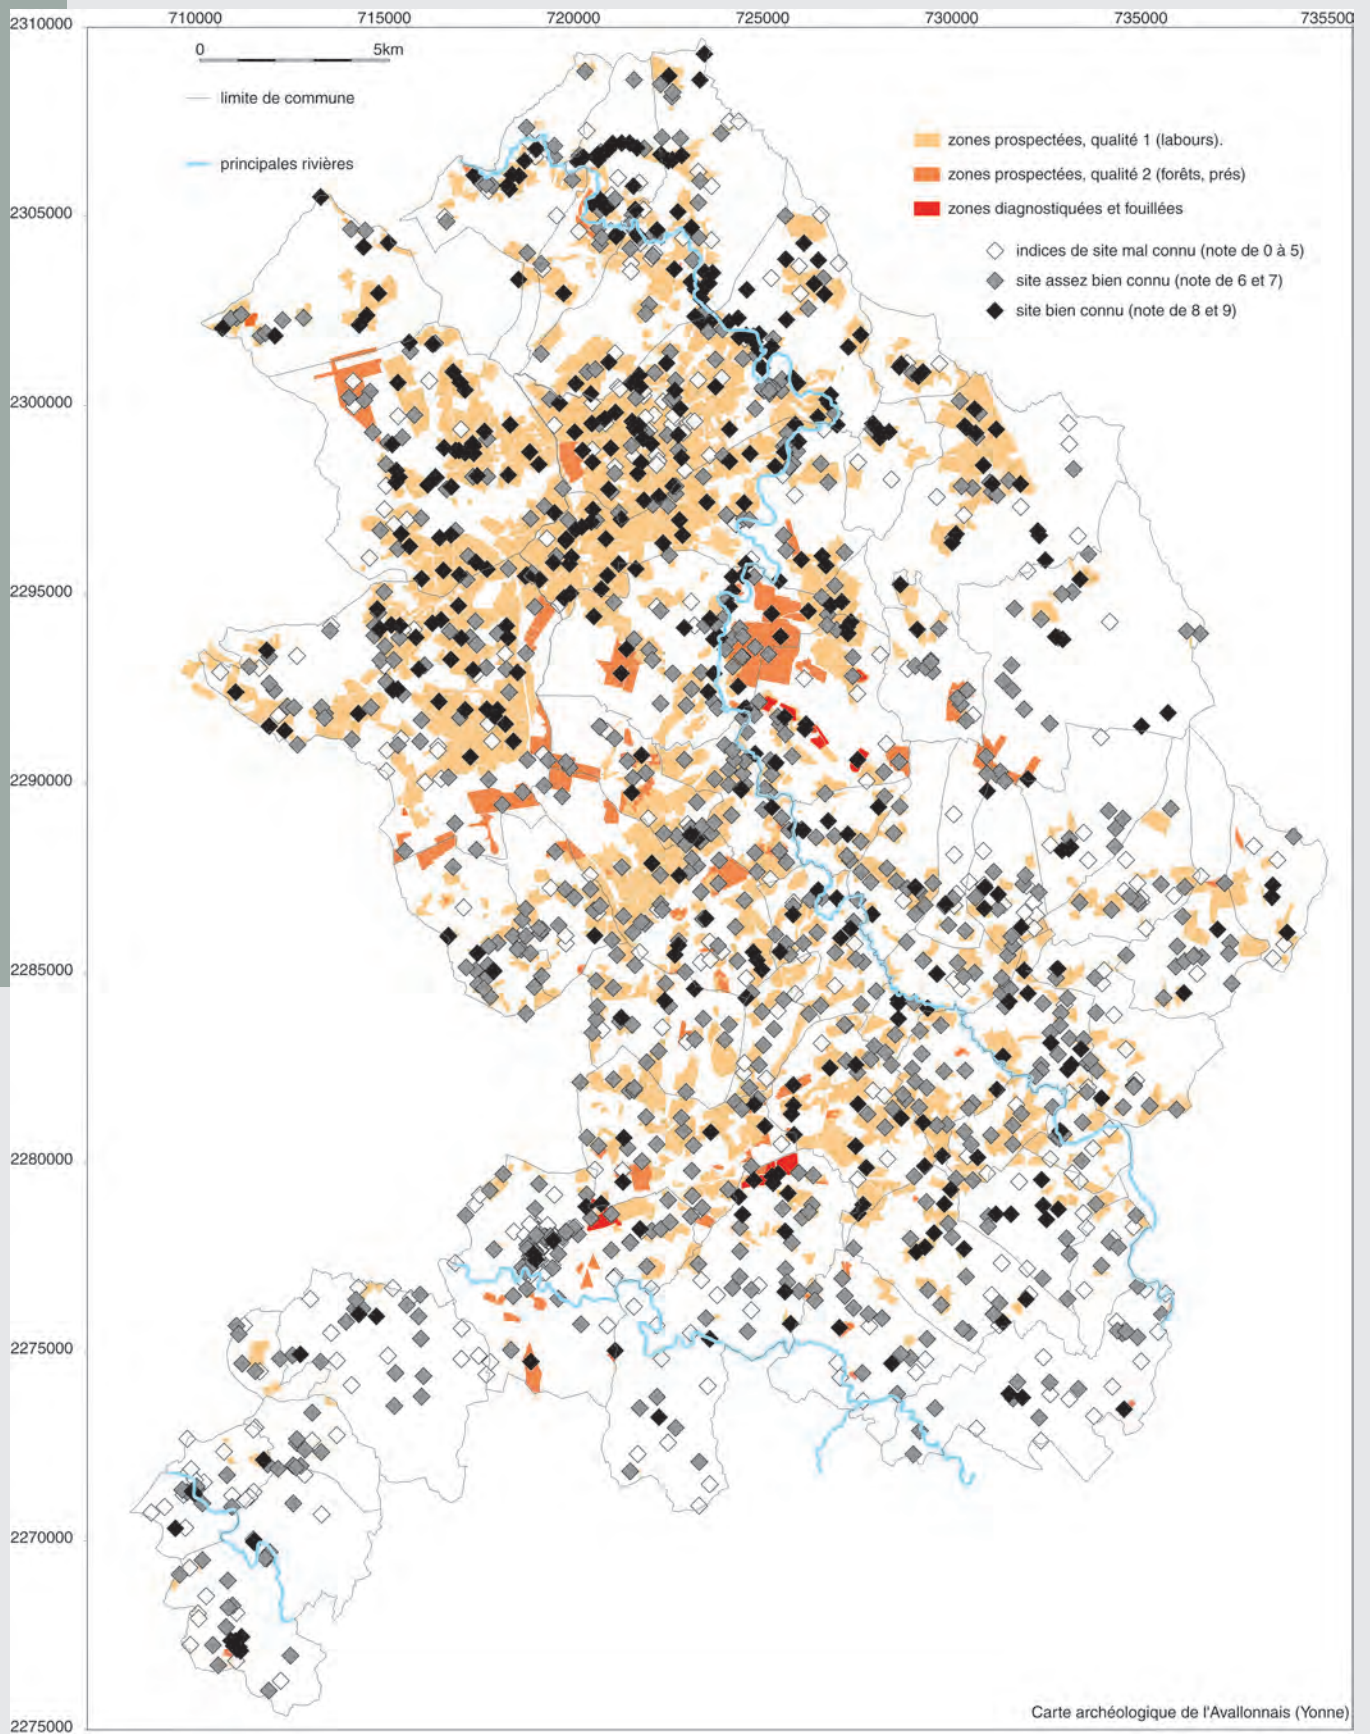 710000 715000 720000 725000 730000 735000 735500
2310000
0 5km
limite de commune
principales rivières
zones prospectées, qualité 1 (labours).
zones prospectées, qualité 2 (forêts, prés)
zones diagnostiquées et fouillées
indices de site mal connu (note de 0 à 5)
site assez bien connu (note de 6 et 7)
site bien connu (note de 8 et 9)
2305000
2300000
2295000
2290000
2285000
2280000
2275000
2270000
2275000
Carte archéologique de l'Avallonnais (Yonne)